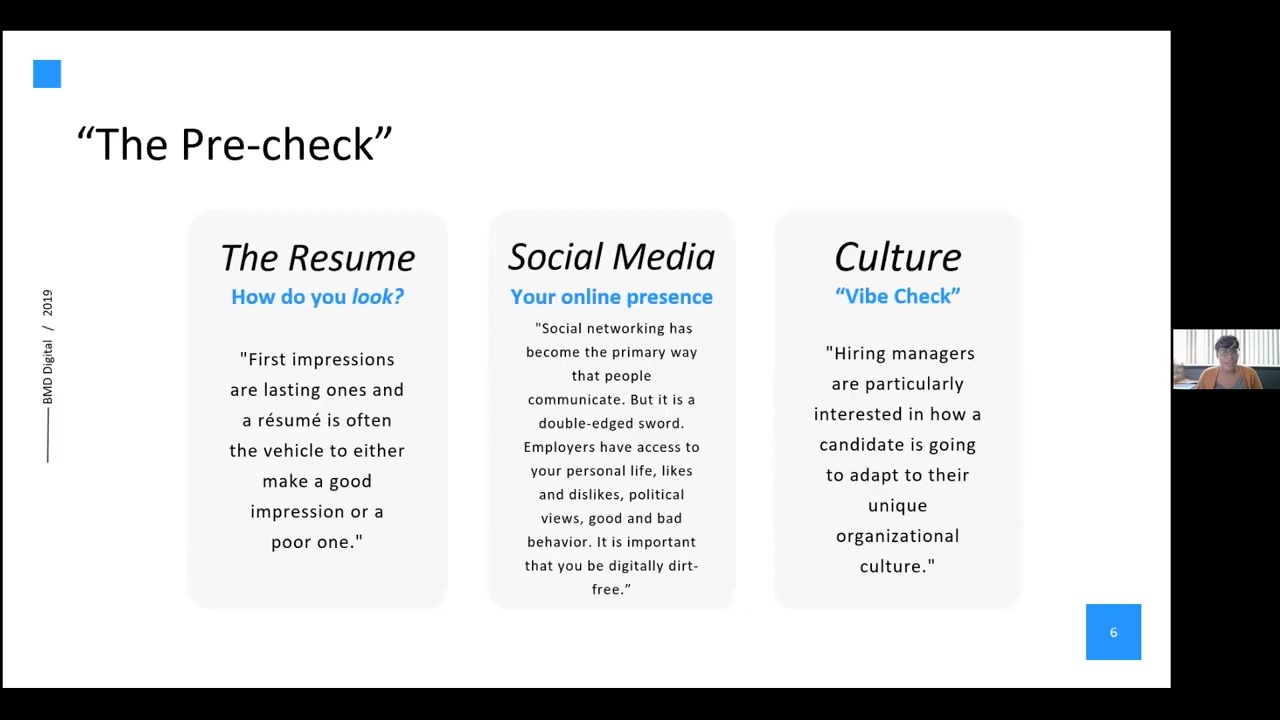 “The Pre-check”
The Resume
How do you look?
"First impressions
are lasting ones and
a résumé is often
the vehicle to either
make a good
impression or a
poor one."
Social Media
Your online presence
"Social networking has
become the primary way
that people
communicate. But it is a
double-edged sword.
Employers have access to
your personal life, likes
and dislikes, political
views, good and bad
behavior. It is important
that you be digitally dirt-
free.”
Culture
“Vibe Check”
"Hiring managers
are particularly
interested in how a
candidate is going
to adapt to their
unique
organizational
culture."
BMD Digital / 2019
6